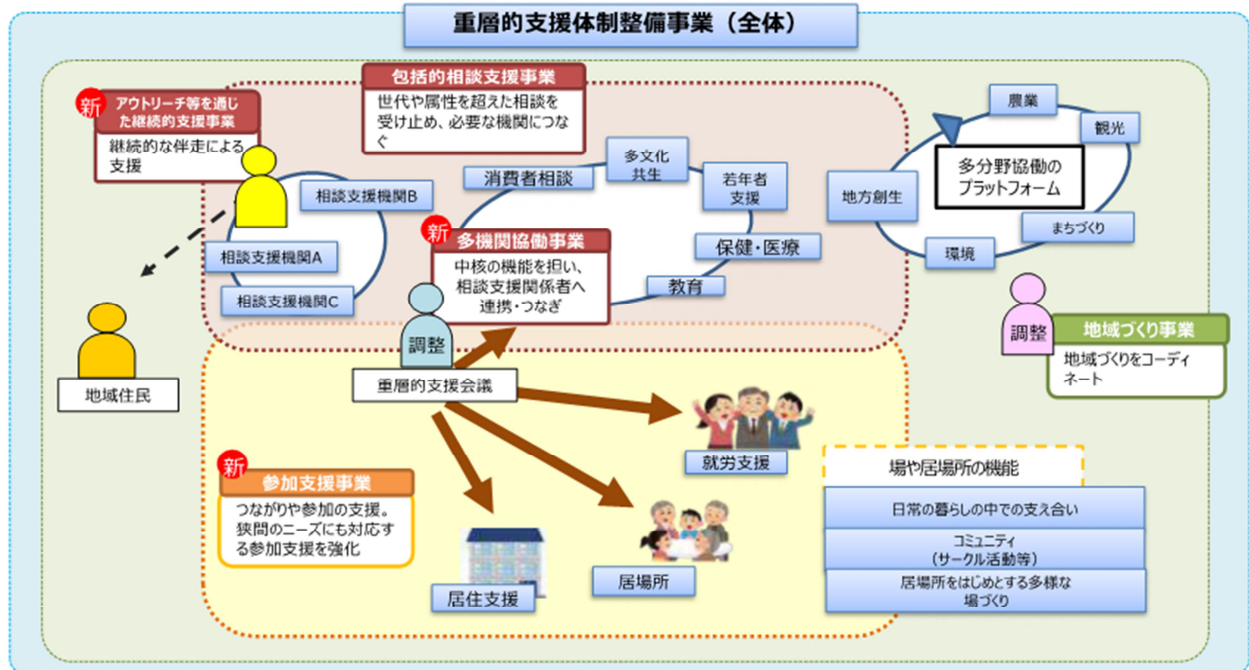 重層的支援体制整備事業（全体）
新
アウトリーチ等を通じ
た継続的支援事業
継続的な伴走による
支援
包括的相談支援事業
世代や属性を超えた相談を
受け止め、必要な機関につな
ぐ
相談支援機関B
相談支援機関A
相談支援機関C
消費者相談
多文化
共生
若年者
支援
保健・医療
教育
新
多機関協働事業
中核の機能を担い、
相談支援関係者へ
連携・つなぎ
調整
重層的支援会議
地域住民
農業
観光
多分野協働の
プラットフォーム
地方創生
まちづくり
環境
調整
地域づくり事業
地域づくりをコーディ
ネート
新
参加支援事業
つながりや参加の支援。
狭間のニーズにも対応す
る参加支援を強化
就労支援
居場所
居住支援
場や居場所の機能
日常の暮らしの中での支え合い
コミュニティ
（サークル活動等）
居場所をはじめとする多様な
場づくり